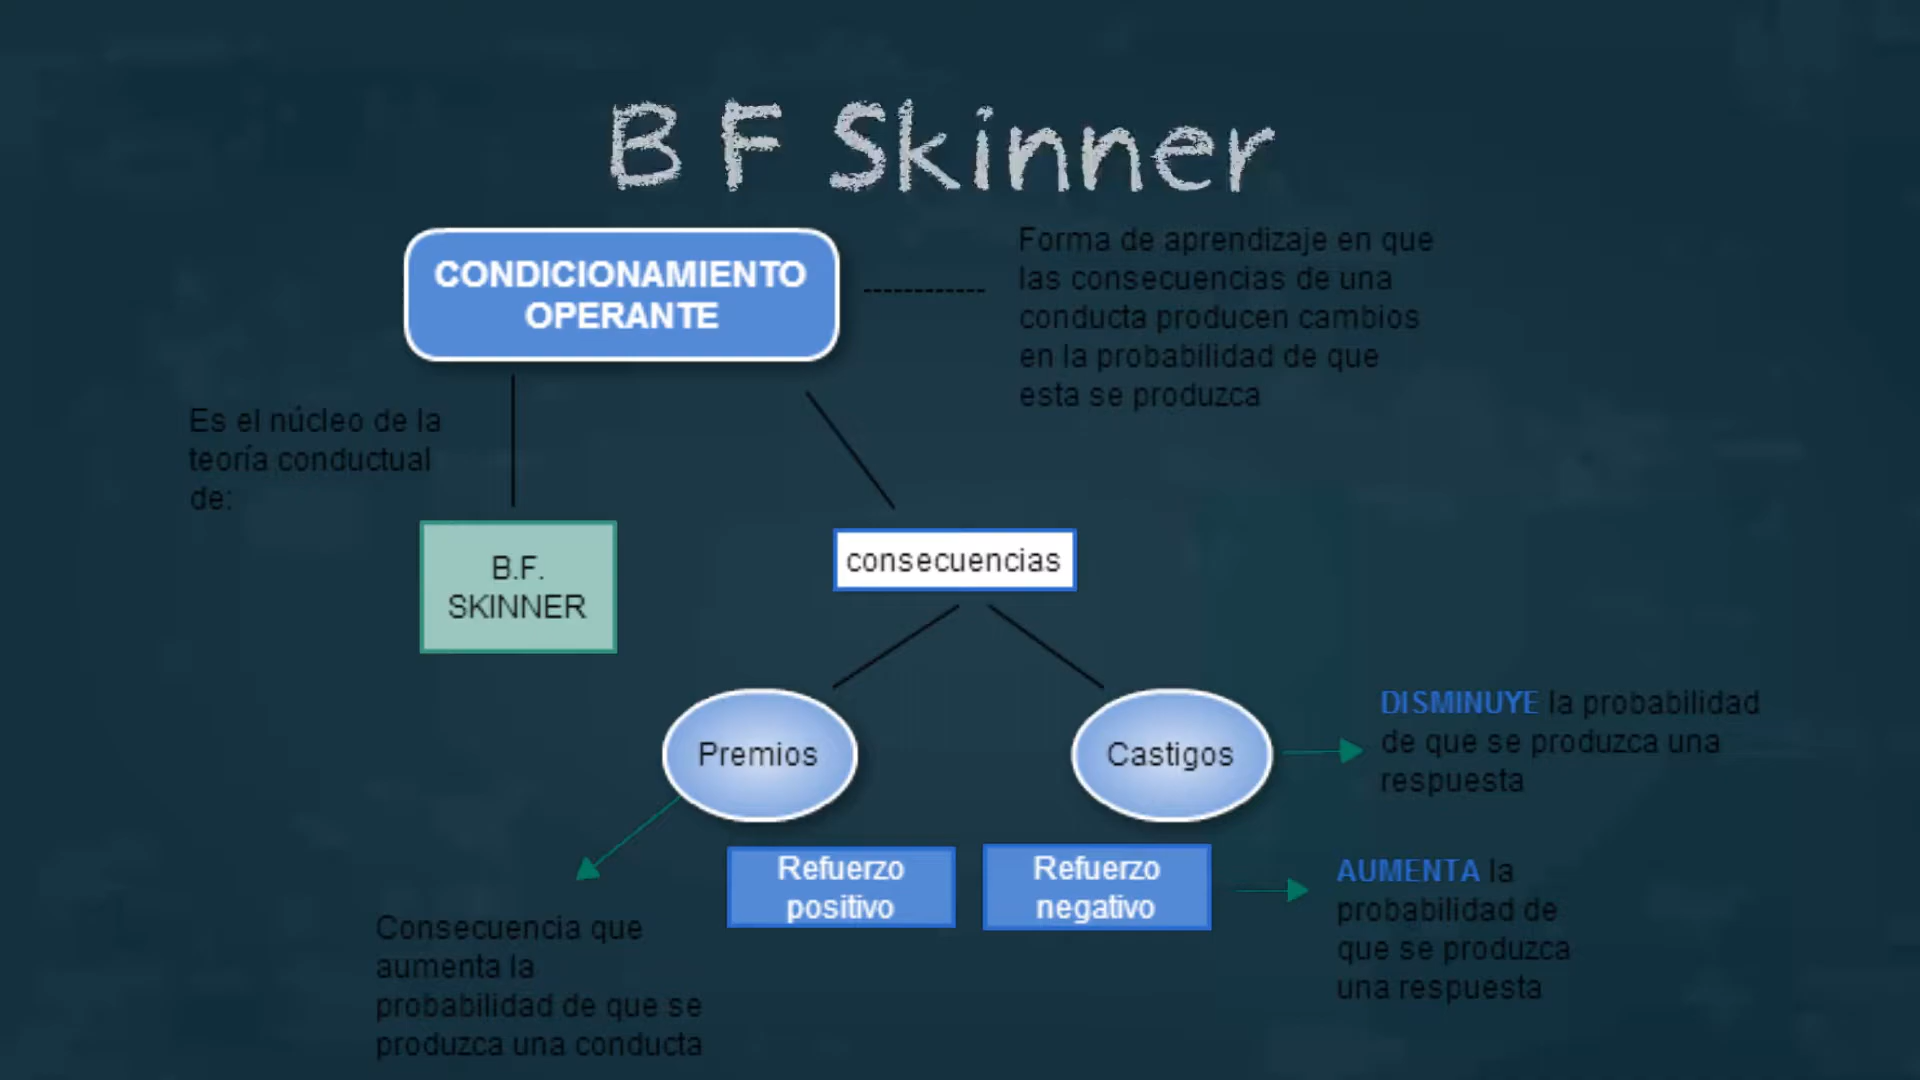 B F Skinner
CONDICIONAMIENTO
OPERANTE
Forma de aprendizaje en que
las consecuencias de una
conducta producen cambios
en la probabilidad de que
esta se produzca
Es el núcleo de la
teoría conductual
de:
B.F.
SKINNER
consecuencias
Premios
Castigos
DISMINUYE la probabilidad
de que se produzca una
respuesta
Refuerzo
positivo
Refuerzo
negativo
AUMENTA la
probabilidad de
que se produzca
una respuesta
Consecuencia que
aumenta la
probabilidad de que se
produzca una conducta